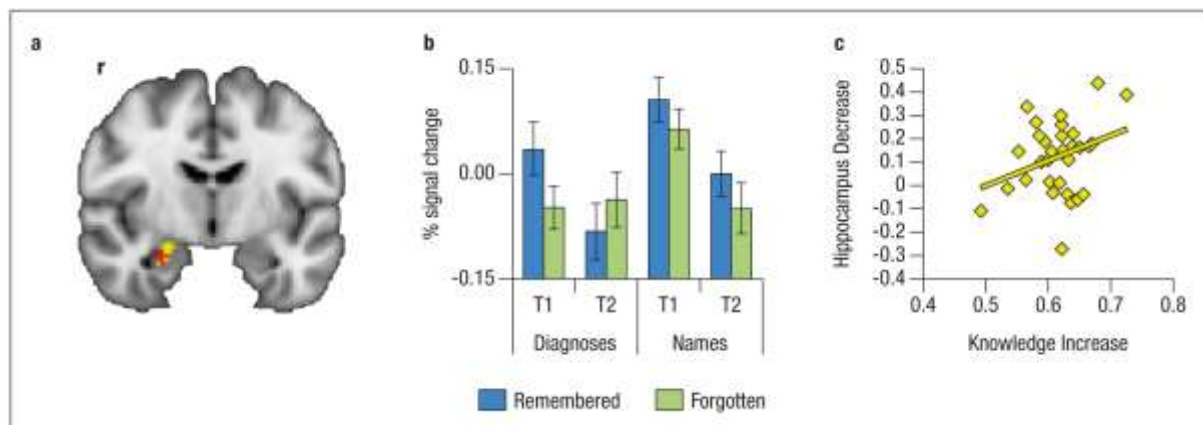 a
r
b
0.15
0.00
-0.15
% signal change
T1
T2
T1
T2
Diagnoses
Names
Remembered
Forgotten
c
0.5
0.4
0.3
0.2
0.1
0
-0.1
-0.2
-0.3
-0.4
Hippocampus Decrease
0.4
0.5
0.6
0.7
0.8
Knowledge Increase